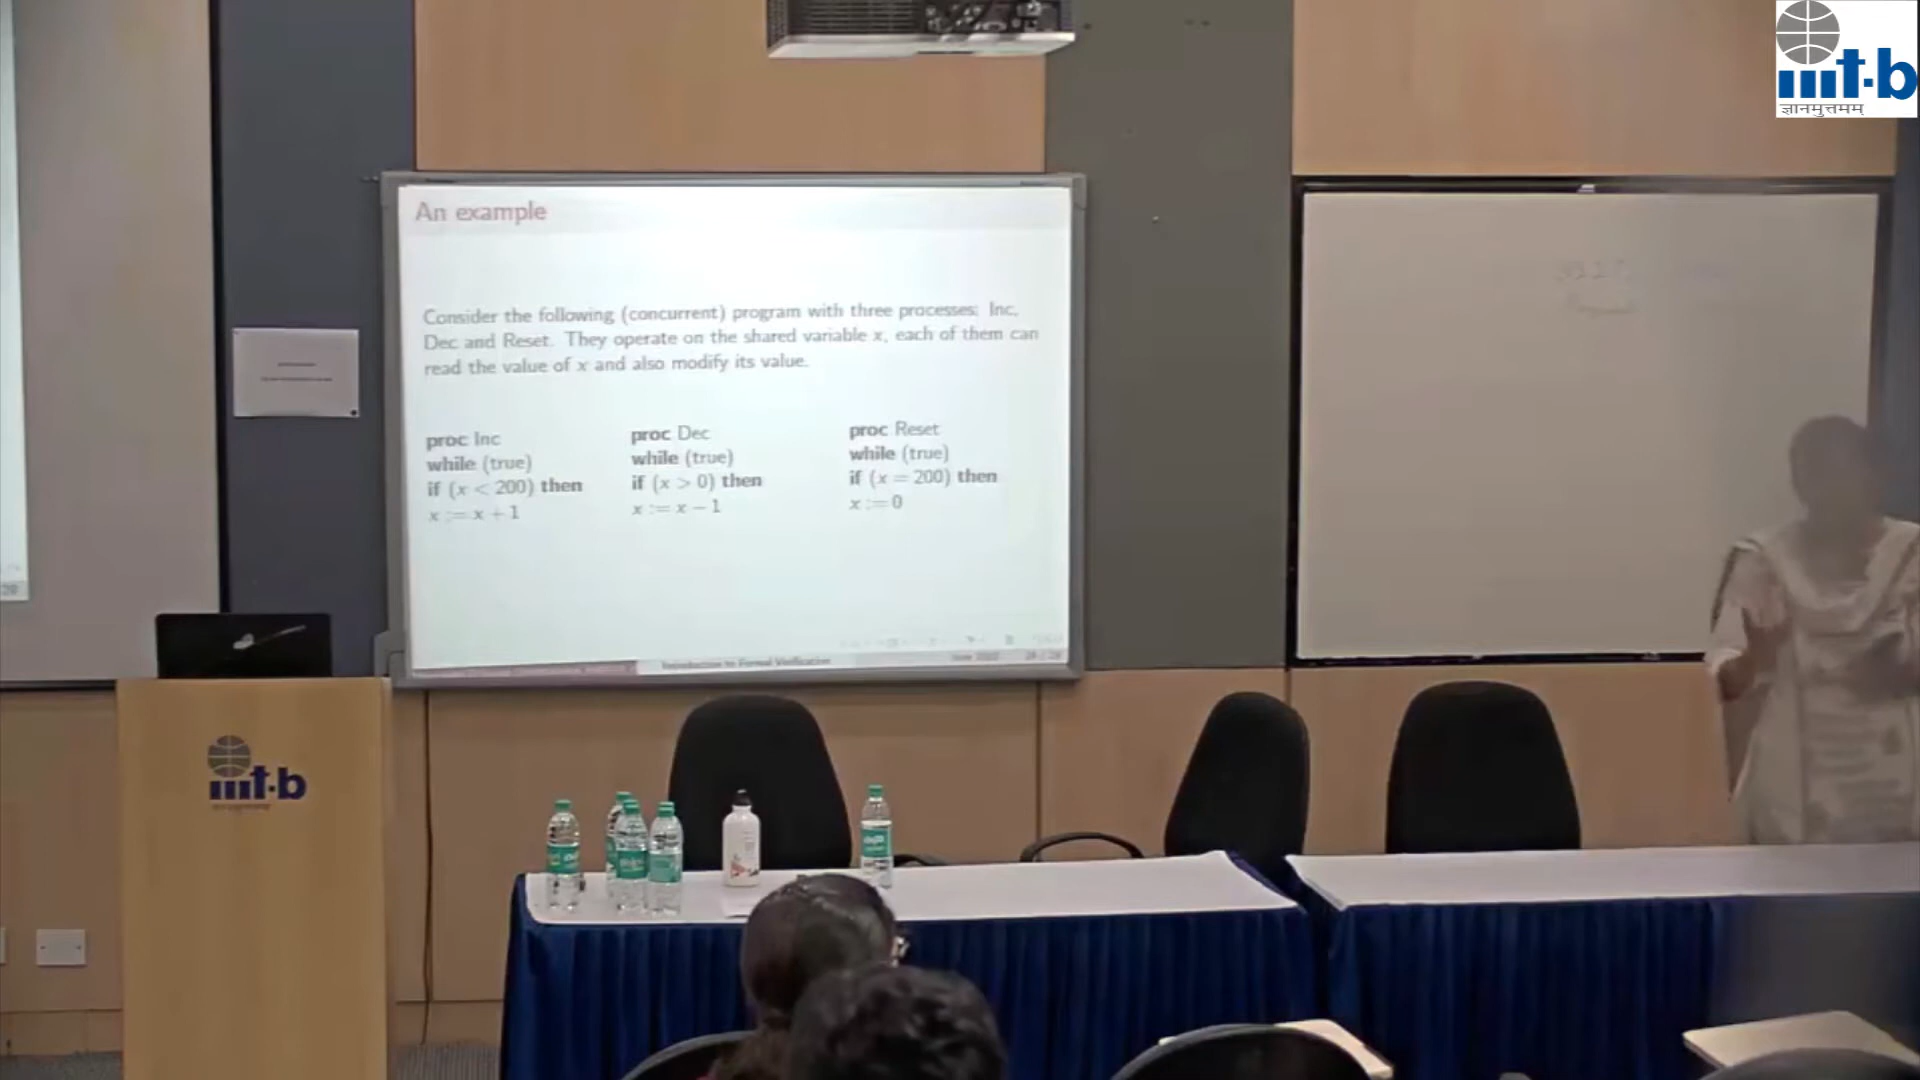 iiit-b
ज्ञानमुत्तमम्
An example
Consider the following (concurrent) program with three processes: Inc,
Dec and Reset. They operate on the shared variable x, each of them can
read the value of x and also modify its value.
proc Inc
while (true)
if (x < 200) then
x := x + 1
proc Dec
while (true)
if (x > 0) then
x := x − 1
proc Reset
while (true)
if (x = 200) then
x := 0
Introduction to Formal Verification
iiit-b